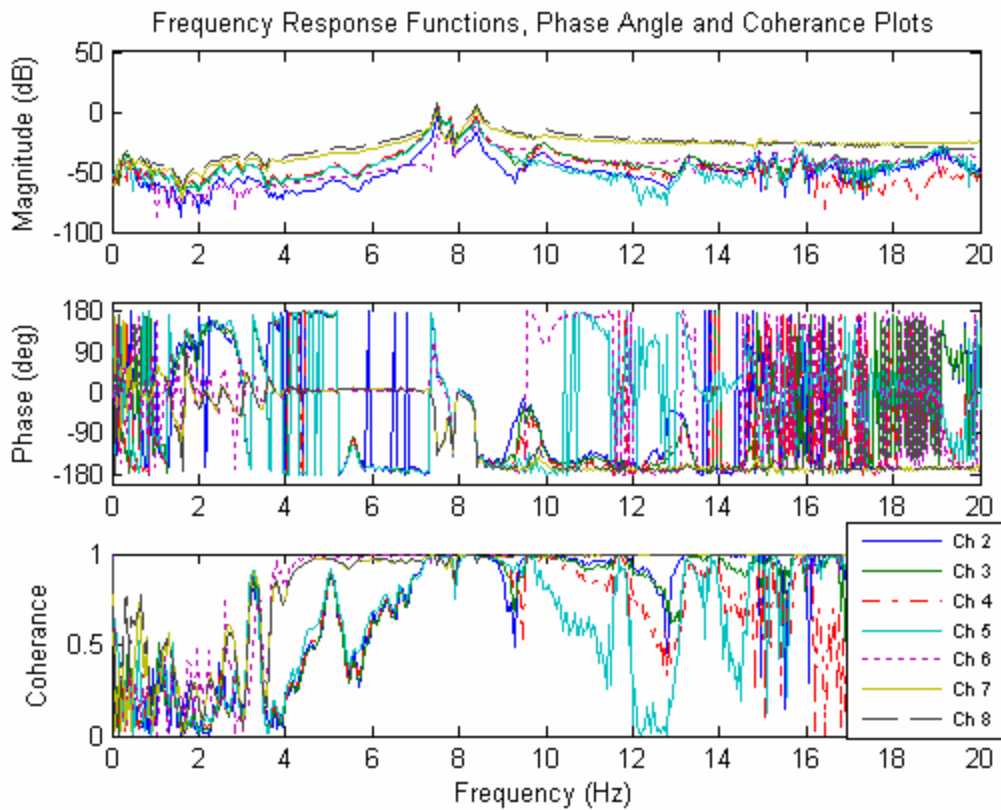 Frequency Response Functions, Phase Angle and Coherance Plots
Magnitude (dB)
50
0
-50
-100
0 2 4 6 8 10 12 14 16 18 20
Phase (deg)
180
90
0
-90
-180
0 2 4 6 8 10 12 14 16 18 20
Coherance
1
0.5
0
0 2 4 6 8 10 12 14 16 18 20
Frequency (Hz)
Ch 2
Ch 3
Ch 4
Ch 5
Ch 6
Ch 7
Ch 8